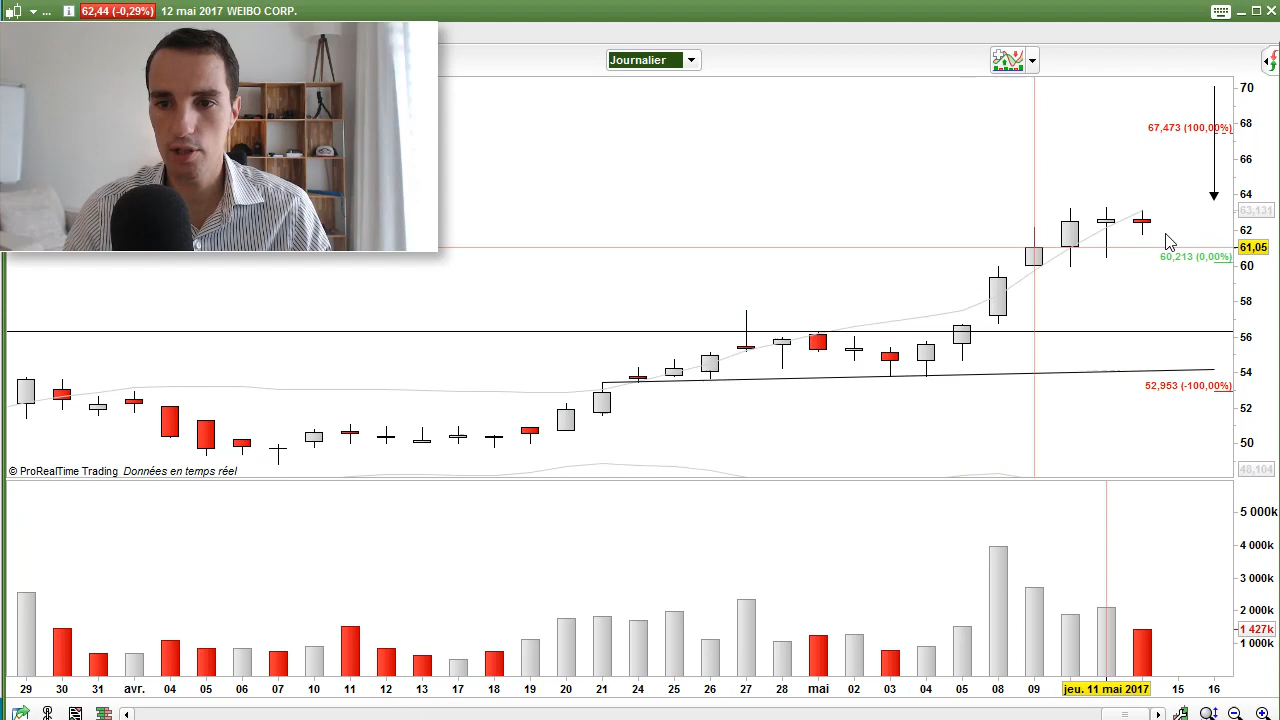 ... i 62,44 (-0,29%) 12 mai 2017 WEIBO CORP.
Journalier
70
67,473 (100,00%)
68
66
64
63,131
62
61,05
60,213 (0,00%)
60
58
56
54
52,953 (-100,00%)
52
50
© ProRealTime Trading Données en temps réel
48,104
5 000k
4 000k
3 000k
2 000k
1 427k
1 000k
29 30 31 avr. 04 05 06 07 10 11 12 13 18 19 20 21 24 25 26 27 28 mai 02 03 04 05 08 09 jeu. 11 mai 2017 15 16